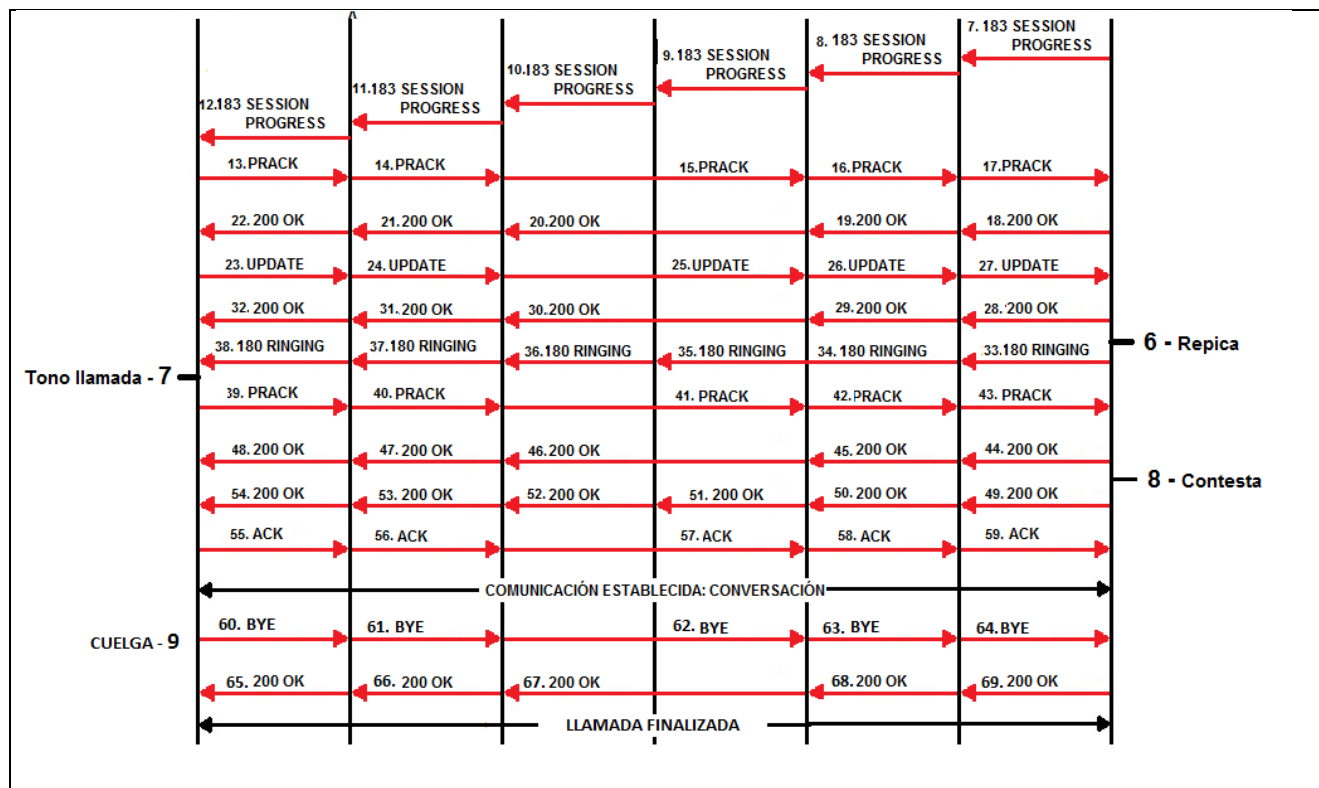 7. 183 SESSION
PROGRESS
8. 183 SESSION
PROGRESS
9.183 SESSION
PROGRESS
10.183 SESSION
PROGRESS
11.183 SESSION
PROGRESS
12.183 SESSION
PROGRESS
13.PRACK
14.PRACK
15.PRACK
16.PRACK
17.PRACK
22. 200 OK
21.200 OK
20.200 OK
19.200 OK
18.200 OK
23. UPDATE
24. UPDATE
25.UPDATE
26.UPDATE
27. UPDATE
32. 200 OK
31. 200 OK
30.200 OK
29.200 OK
28. 200 OK
38. 180 RINGING
37.180 RINGING
36.180 RINGING
35.180 RINGING
34. 180 RINGING
33.180 RINGING
6 - Repica
Tono llamada - 7
39. PRACK
40. PRACK
41. PRACK
42. PRACK
43. PRACK
48. 200 OK
47. 200 OK
46.200 OK
45. 200 OK
44. 200 OK
8 - Contesta
54. 200 OK
53. 200 OK
52. 200 OK
51. 200 OK
50. 200 OK
49. 200 OK
55. ACK
56. ACK
57. ACK
58. ACK
59. ACK
COMUNICACIÓN ESTABLECIDA: CONVERSACIÓN
CUELGA - 9
60. BYE
61. BYE
62. BYE
63. BYE
64. BYE
65. 200 OK
66. 200 OK
67. 200 OK
68. 200 OK
69. 200 OK
LLAMADA FINALIZADA